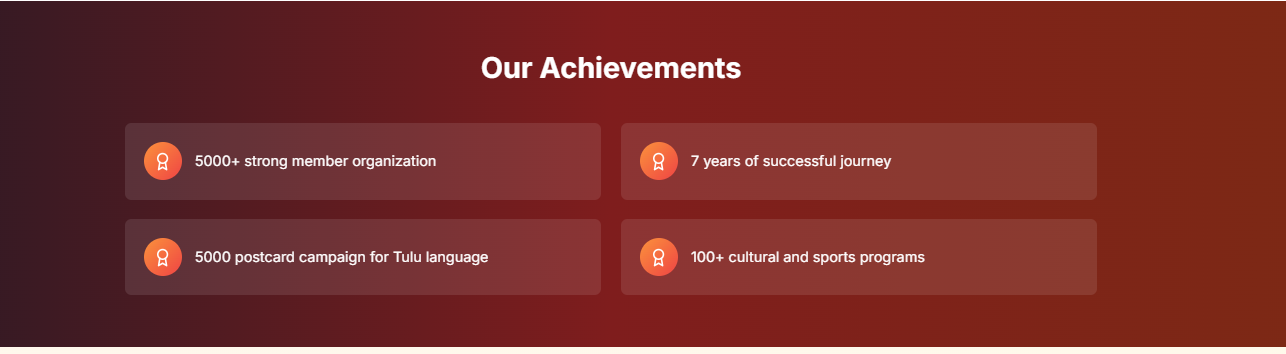 Our Achievements
5000+ strong member organization
7 years of successful journey
5000 postcard campaign for Tulu language
100+ cultural and sports programs